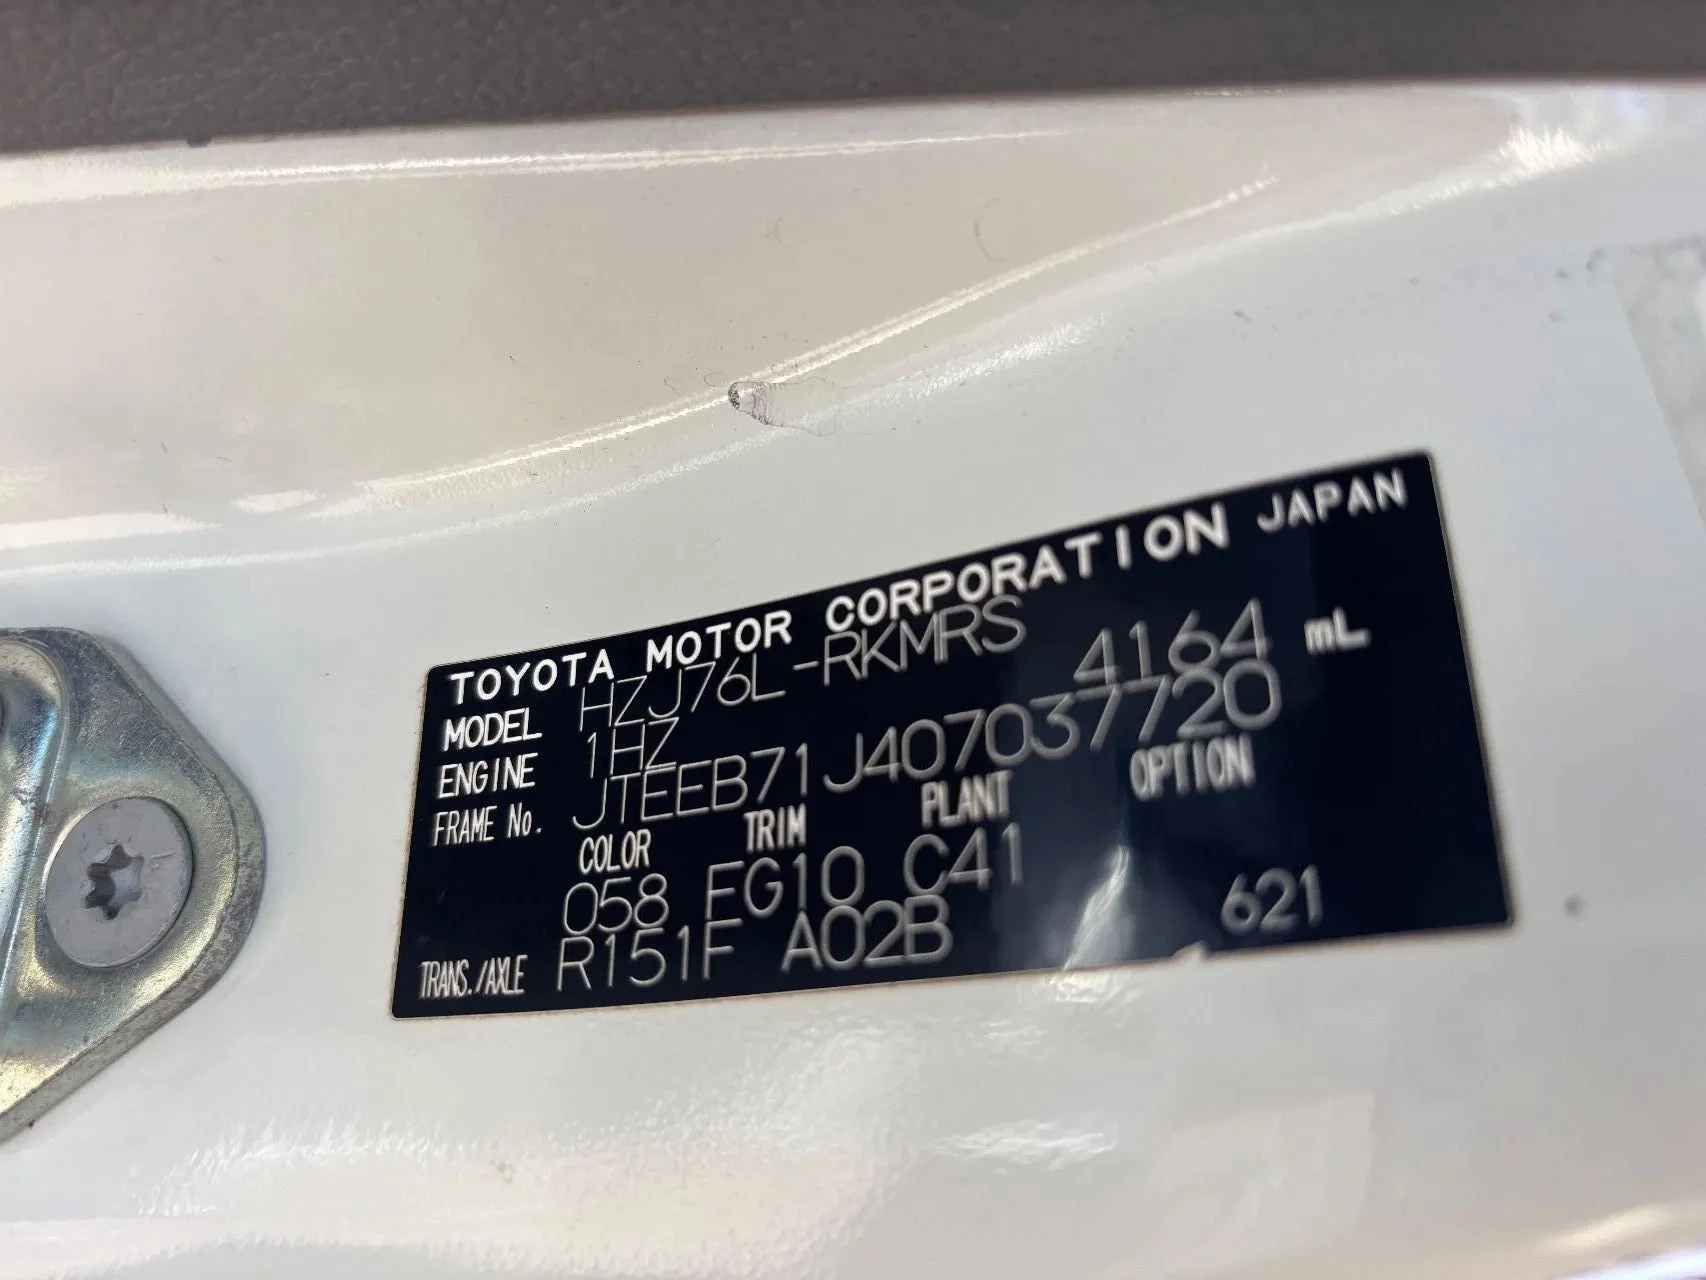 TOYOTA MOTOR CORPORATION JAPAN
MODEL HZJ76L-RKMRS
ENGINE 1HZ 4164 mL
FRAME No. JTEEB71J407037720
COLOR TRIM PLANT OPTION
058 FG10 C41
TRANS./AXLE R151F A02B 621